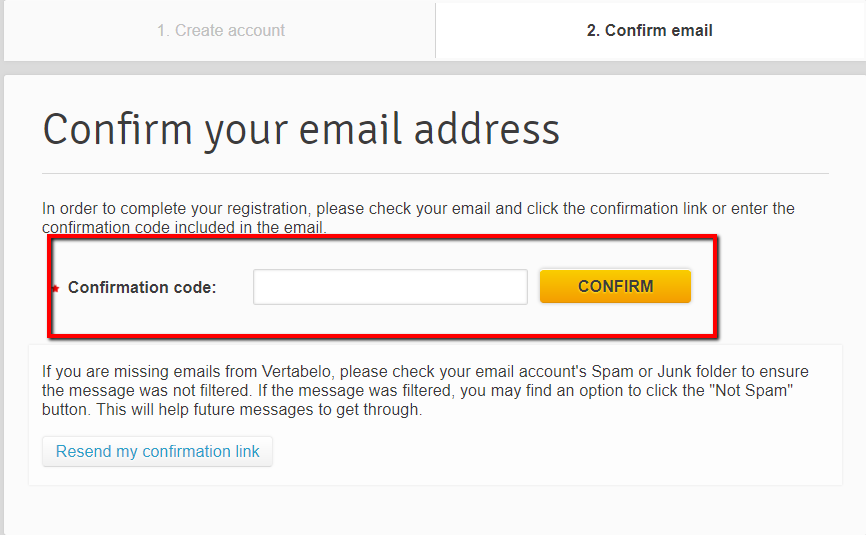 1. Create account
2. Confirm email
Confirm your email address
In order to complete your registration, please check your email and click the confirmation link or enter the
confirmation code included in the email.
* Confirmation code:
CONFIRM
If you are missing emails from Vertabelo, please check your email account's Spam or Junk folder to ensure
the message was not filtered. If the message was filtered, you may find an option to click the "Not Spam"
button. This will help future messages to get through.
Resend my confirmation link